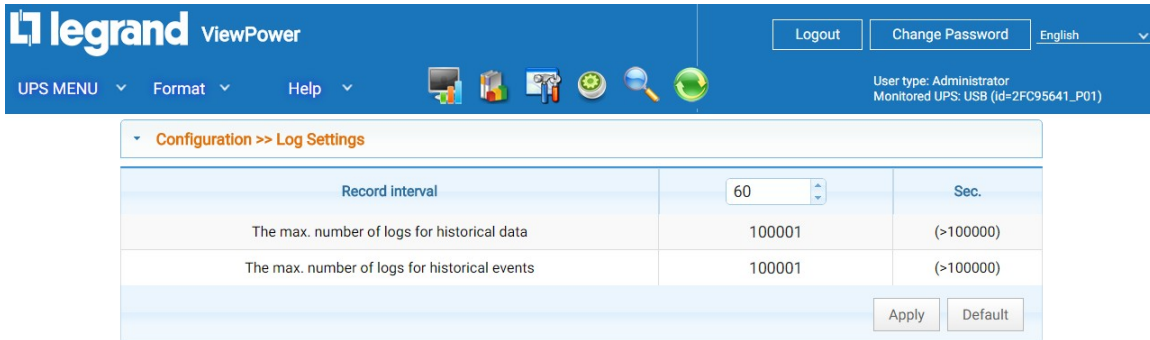 legrand ViewPower
Logout Change Password English
UPS MENU Format Help
User type: Administrator
Monitored UPS: USB (id=2FC95641_P01)
Configuration >> Log Settings
Record interval 60 Sec.
The max. number of logs for historical data 100001 (>100000)
The max. number of logs for historical events 100001 (>100000)
Apply Default